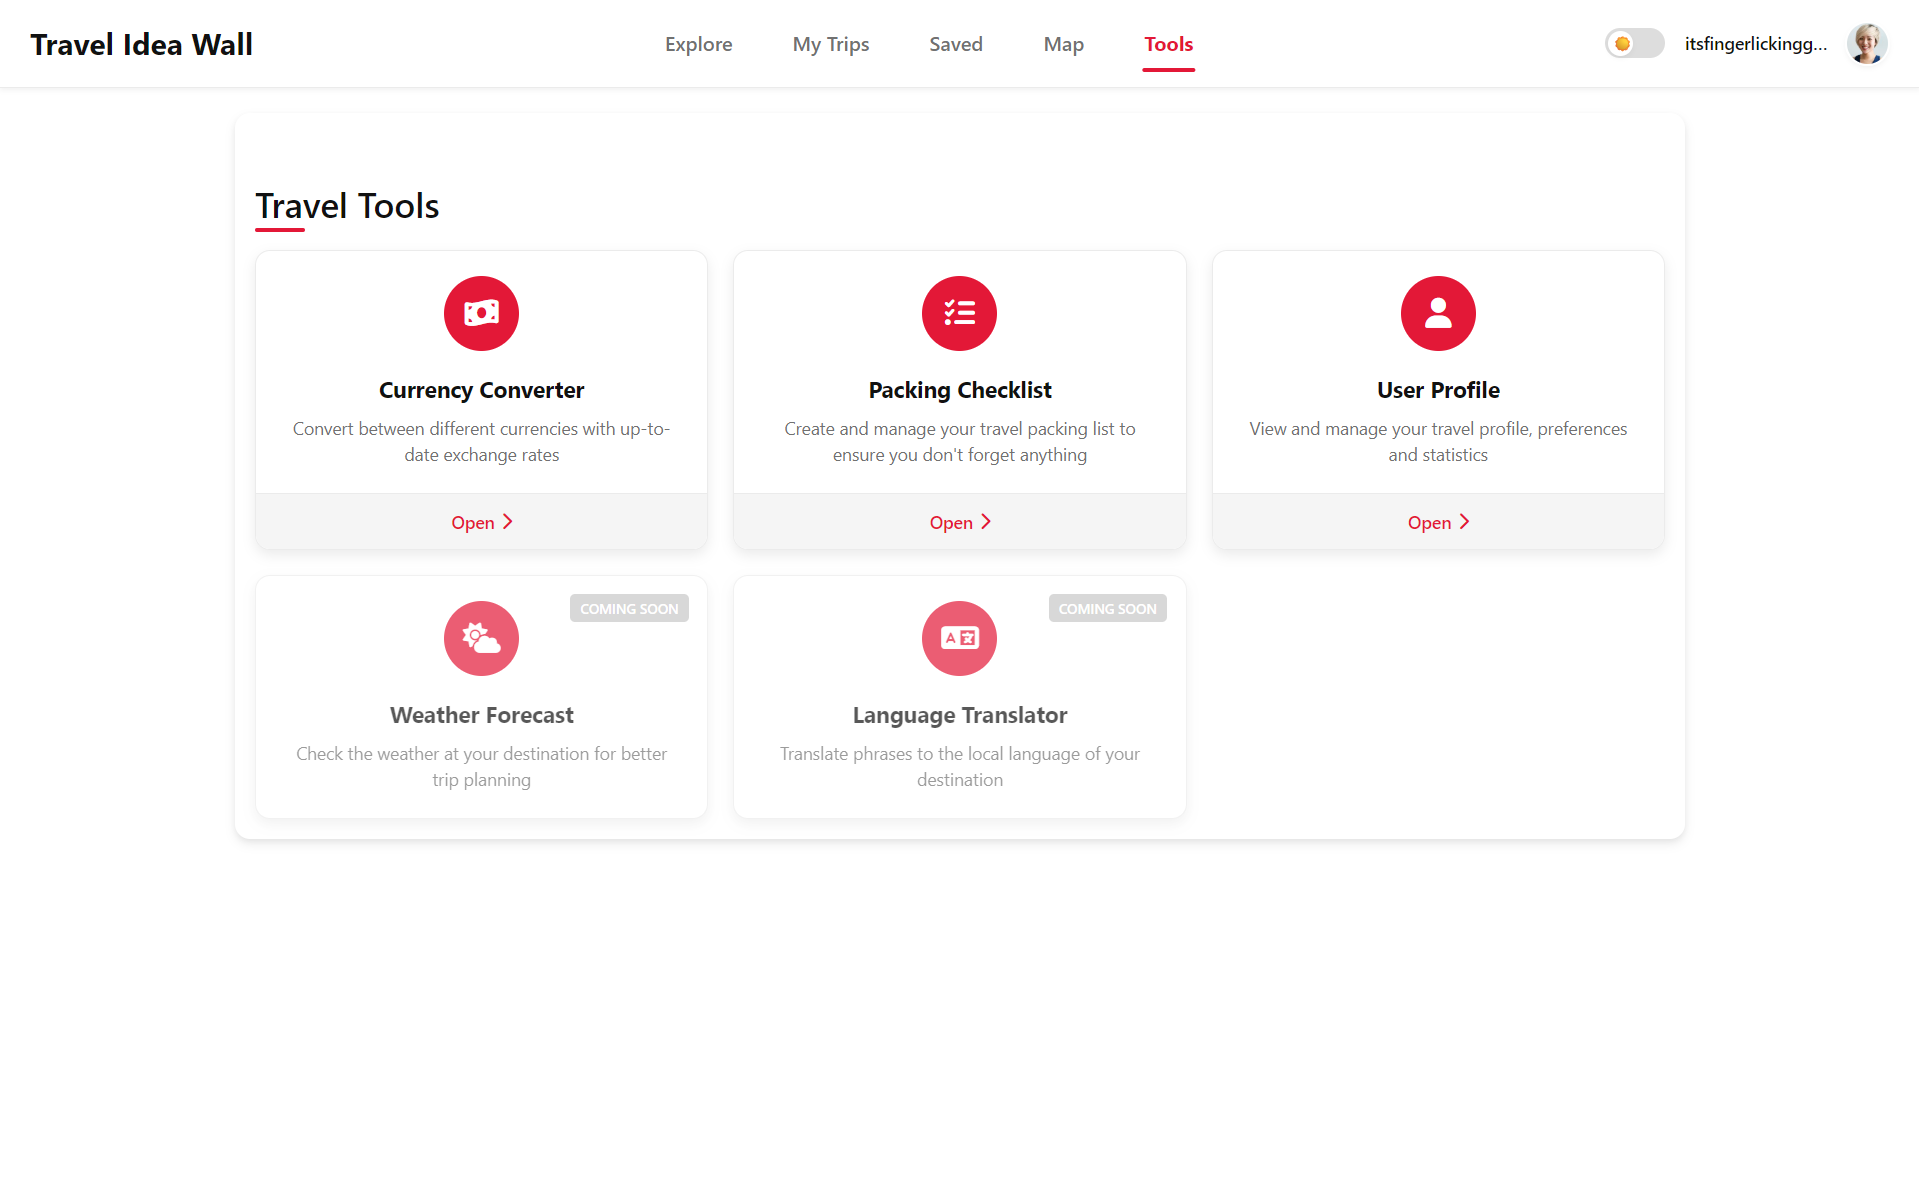 Travel Idea Wall
Explore
My Trips
Saved
Map
Tools
itsfingerlickingg...
Travel Tools
Currency Converter
Convert between different currencies with up-to-
date exchange rates
Open
Packing Checklist
Create and manage your travel packing list to
ensure you don't forget anything
Open
User Profile
View and manage your travel profile, preferences
and statistics
Open
COMING SOON
Weather Forecast
Check the weather at your destination for better
trip planning
COMING SOON
A
Language Translator
Translate phrases to the local language of your
destination